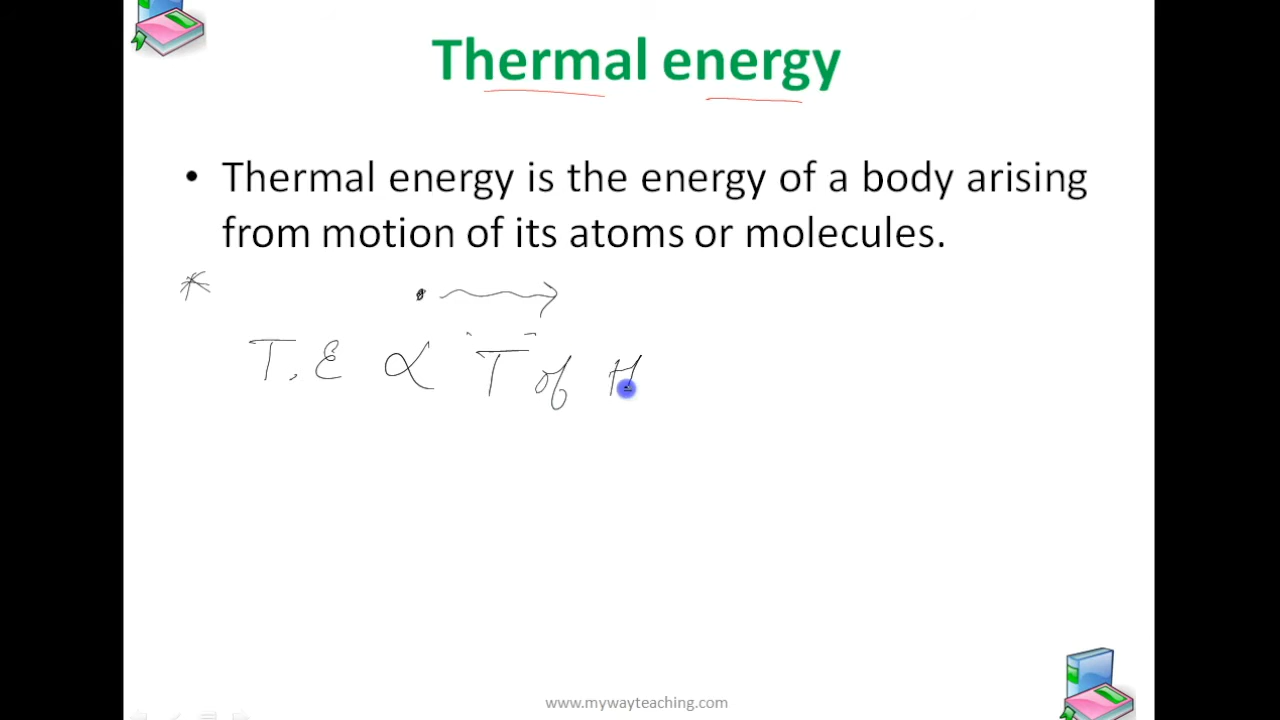 Thermal energy
• Thermal energy is the energy of a body arising
from motion of its atoms or molecules.
*
T.E ∝ T of H
www.mywayteaching.com